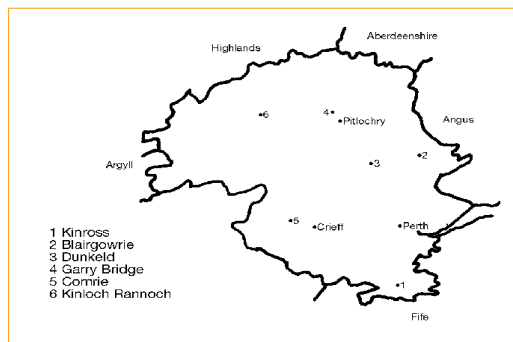 Aberdeenshire
Highlands
4
Pitlochry
6
Angus
2
3
Argyll
5
Crieff
Perth
1 Kinross
2 Blairgowrie
3 Dunkeld
4 Garry Bridge
5 Comrie
6 Kinloch Rannoch
1
Fife